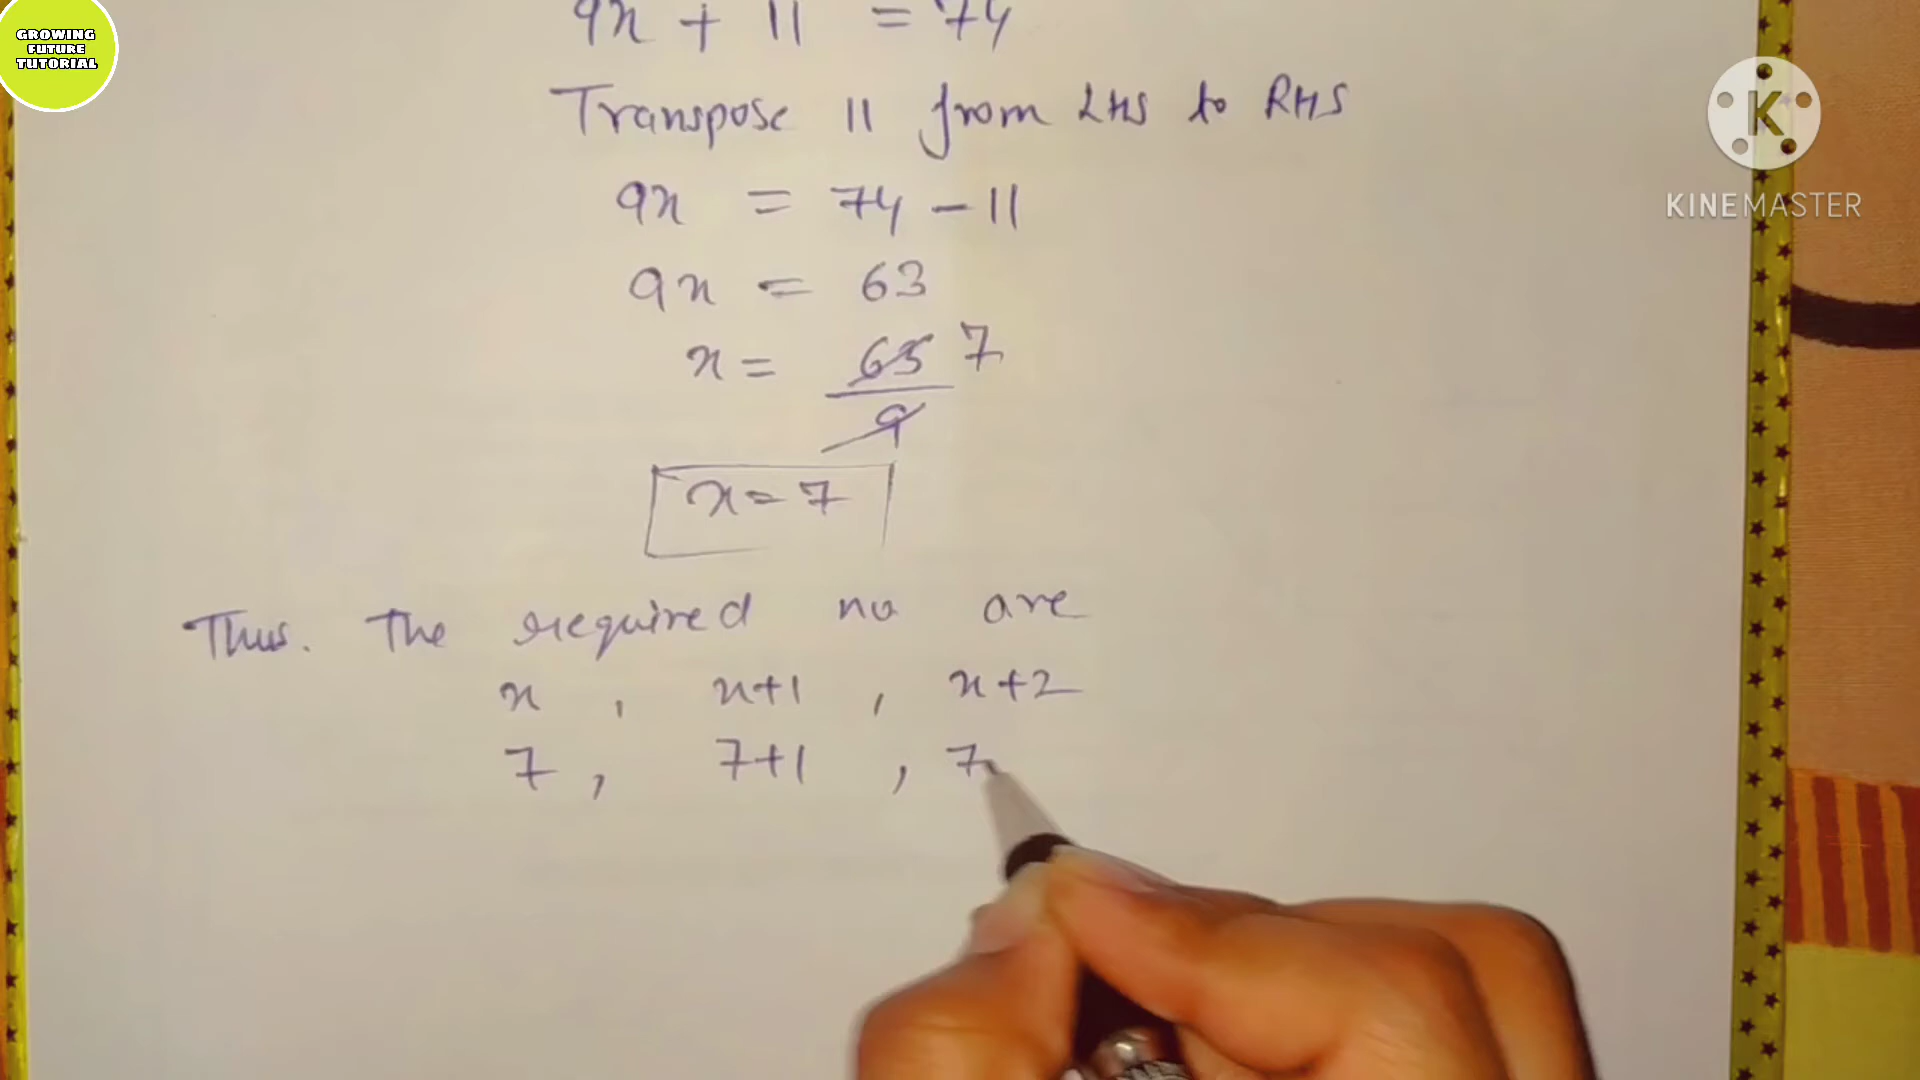 GROWING
FUTURE
TUTORIAL
9x + 11 = 74
Transpose 11 from LHS to RHS
K
KINEMASTER
9x = 74 - 11
9x = 63
x = 63 7
9
x = 7
Thus. The required no are
x , x+1 , x+2
7 , 7+1 , 7